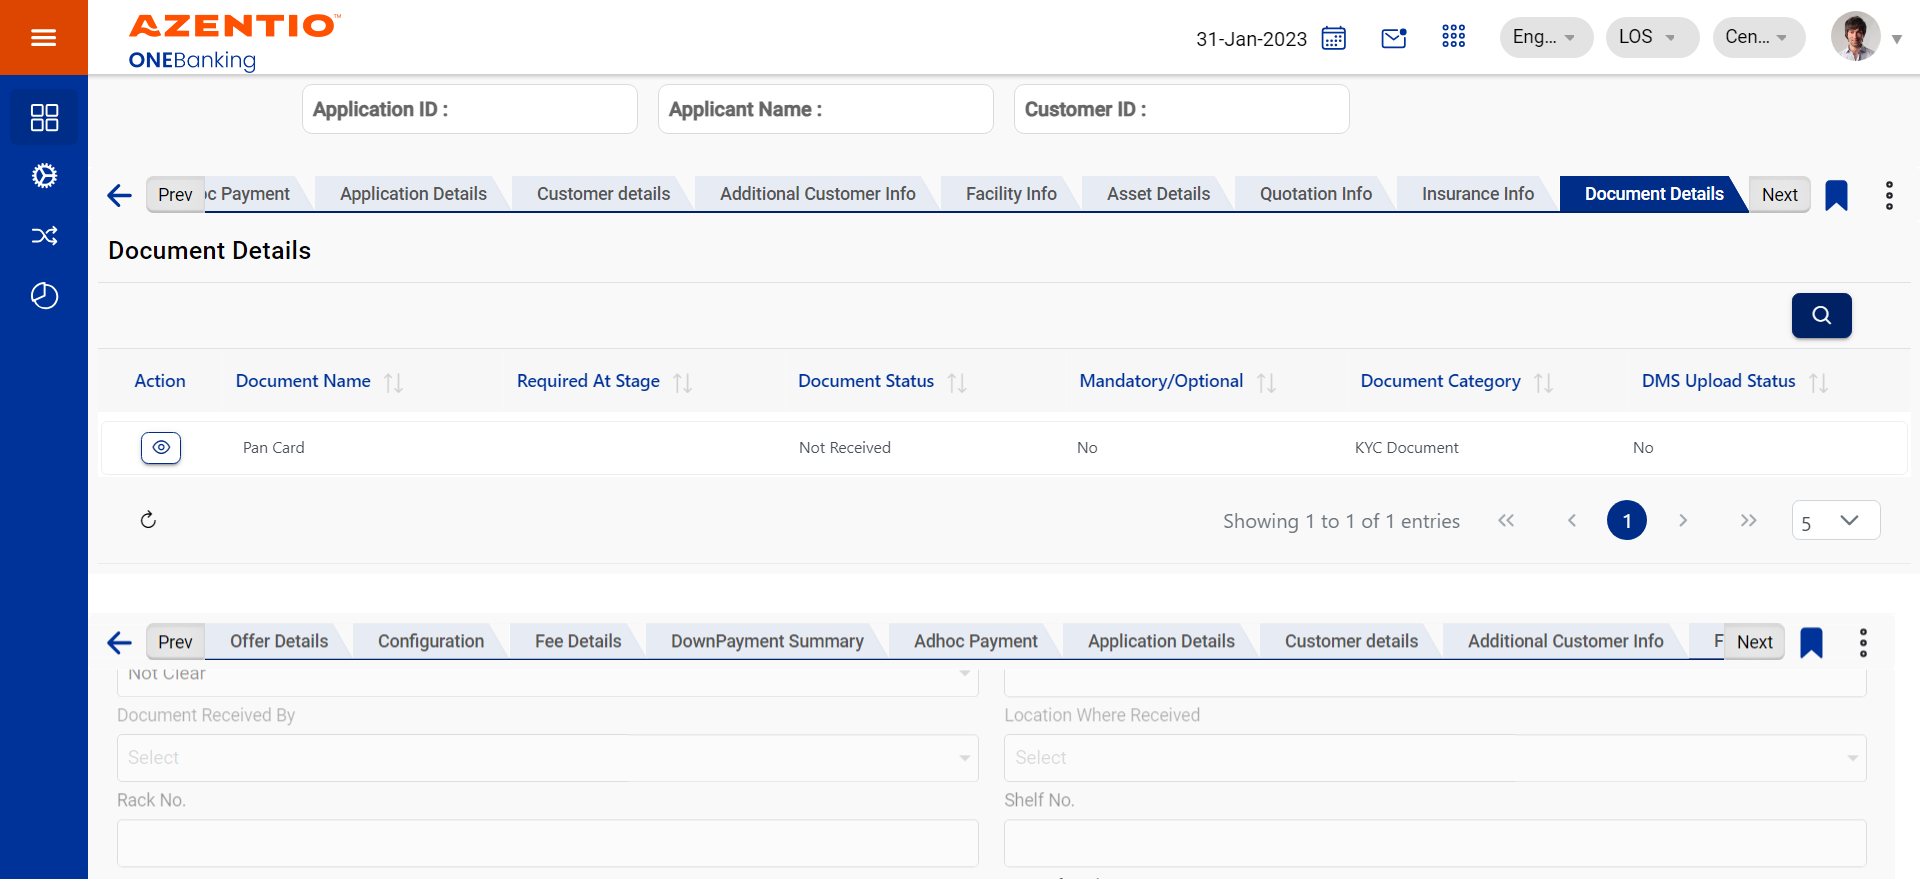 AZENTIO™
ONEBanking
31-Jan-2023
Eng...
LOS
Cen...
Application ID :
Applicant Name :
Customer ID :
Prev
c Payment
Application Details
Customer details
Additional Customer Info
Facility Info
Asset Details
Quotation Info
Insurance Info
Document Details
Next
Document Details
Action
Document Name
Required At Stage
Document Status
Mandatory/Optional
Document Category
DMS Upload Status
Pan Card
Not Received
No
KYC Document
No
Showing 1 to 1 of 1 entries
1
5
Prev
Offer Details
Configuration
Fee Details
DownPayment Summary
Adhoc Payment
Application Details
Customer details
Additional Customer Info
F
Next
Not Clear
Document Received By
Location Where Received
Select
Select
Rack No.
Shelf No.